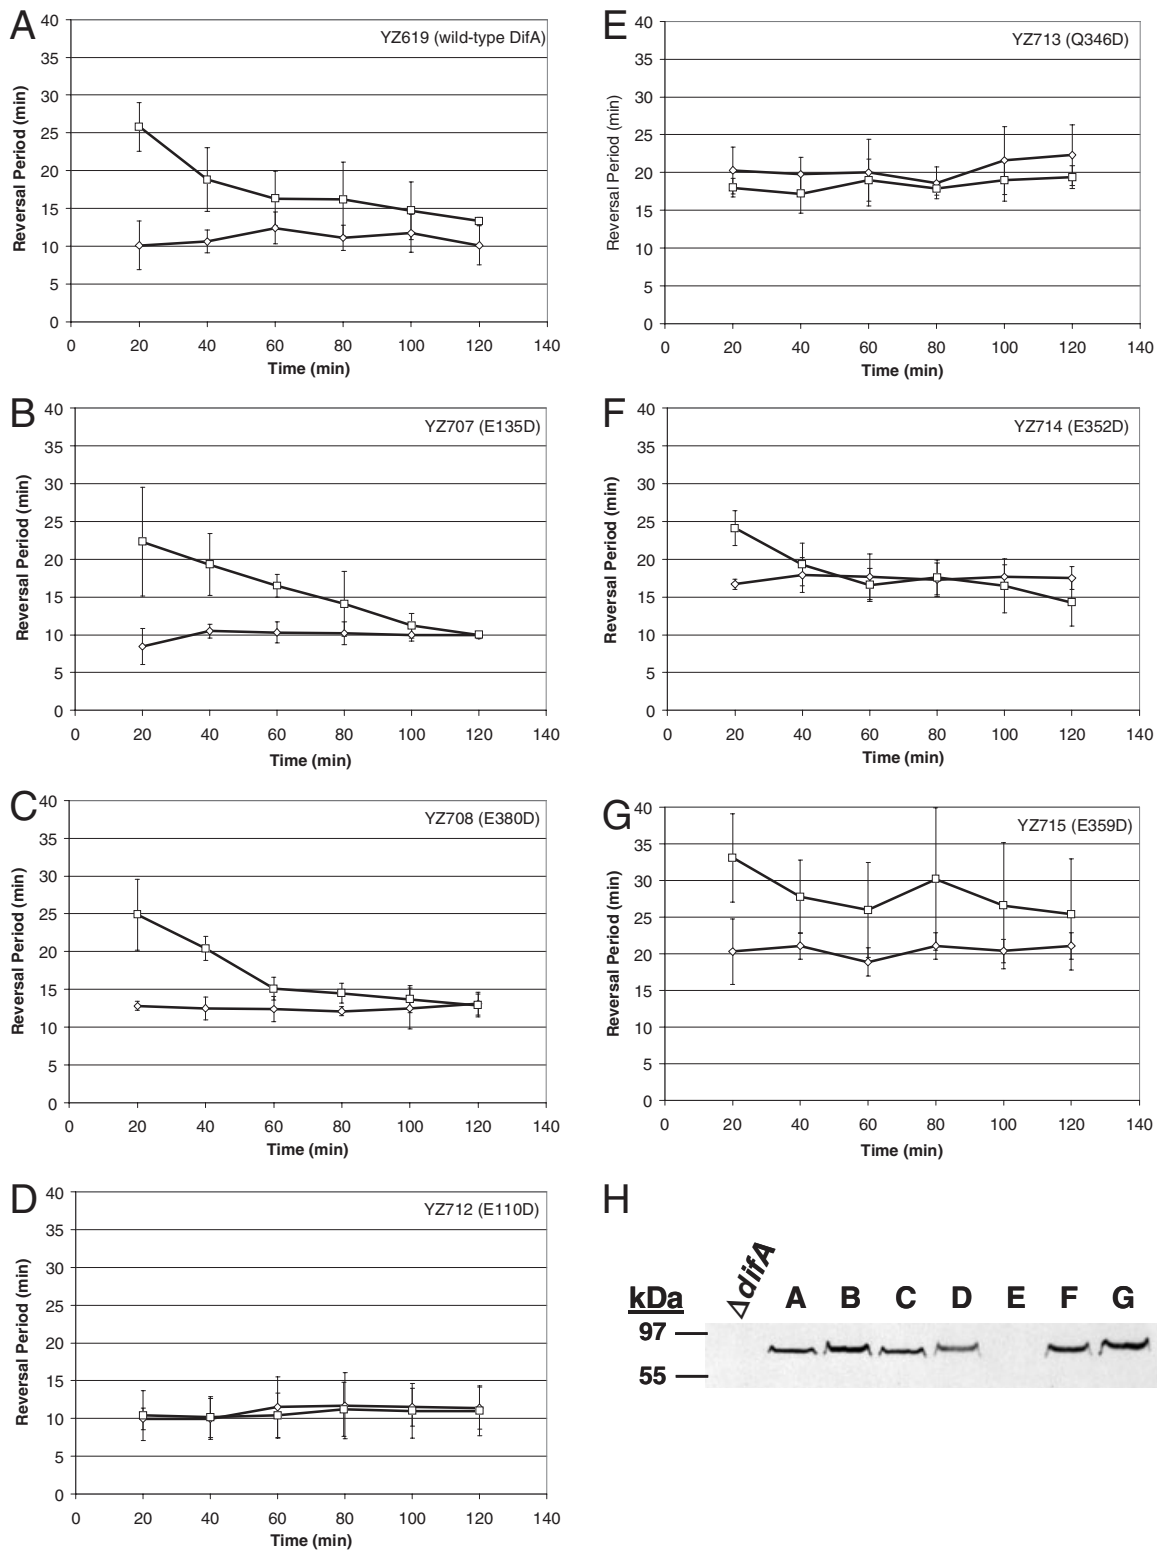 A
YZ619 (wild-type DifA)
Reversal Period (min)
40
35
30
25
20
15
10
5
0
0 20 40 60 80 100 120 140
Time (min)
B
YZ707 (E135D)
Reversal Period (min)
40
35
30
25
20
15
10
5
0
0 20 40 60 80 100 120 140
Time (min)
C
YZ708 (E380D)
Reversal Period (min)
40
35
30
25
20
15
10
5
0
0 20 40 60 80 100 120 140
Time (min)
D
YZ712 (E110D)
Reversal Period (min)
40
35
30
25
20
15
10
5
0
0 20 40 60 80 100 120 140
Time (min)
E
YZ713 (Q346D)
Reversal Period (min)
40
35
30
25
20
15
10
5
0
0 20 40 60 80 100 120 140
Time (min)
F
YZ714 (E352D)
Reversal Period (min)
40
35
30
25
20
15
10
5
0
0 20 40 60 80 100 120 140
Time (min)
G
YZ715 (E359D)
Reversal Period (min)
40
35
30
25
20
15
10
5
0
0 20 40 60 80 100 120 140
Time (min)
H
kDa ΔdifA A B C D E F G
97
55